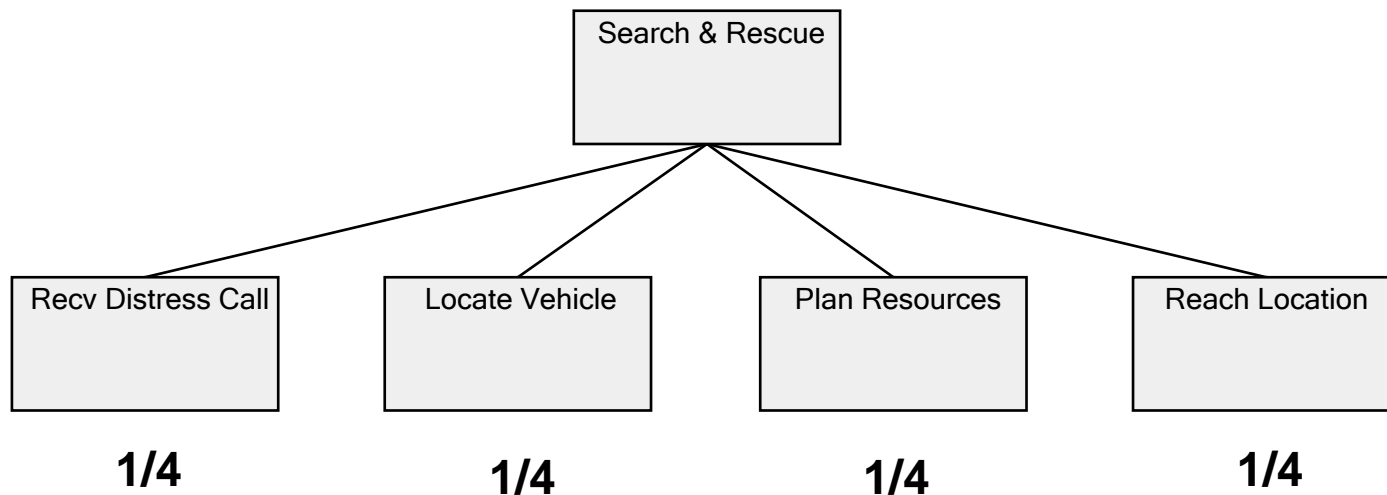 Search & Rescue
Recv Distress Call
Locate Vehicle
Plan Resources
Reach Location
1/4
1/4
1/4
1/4